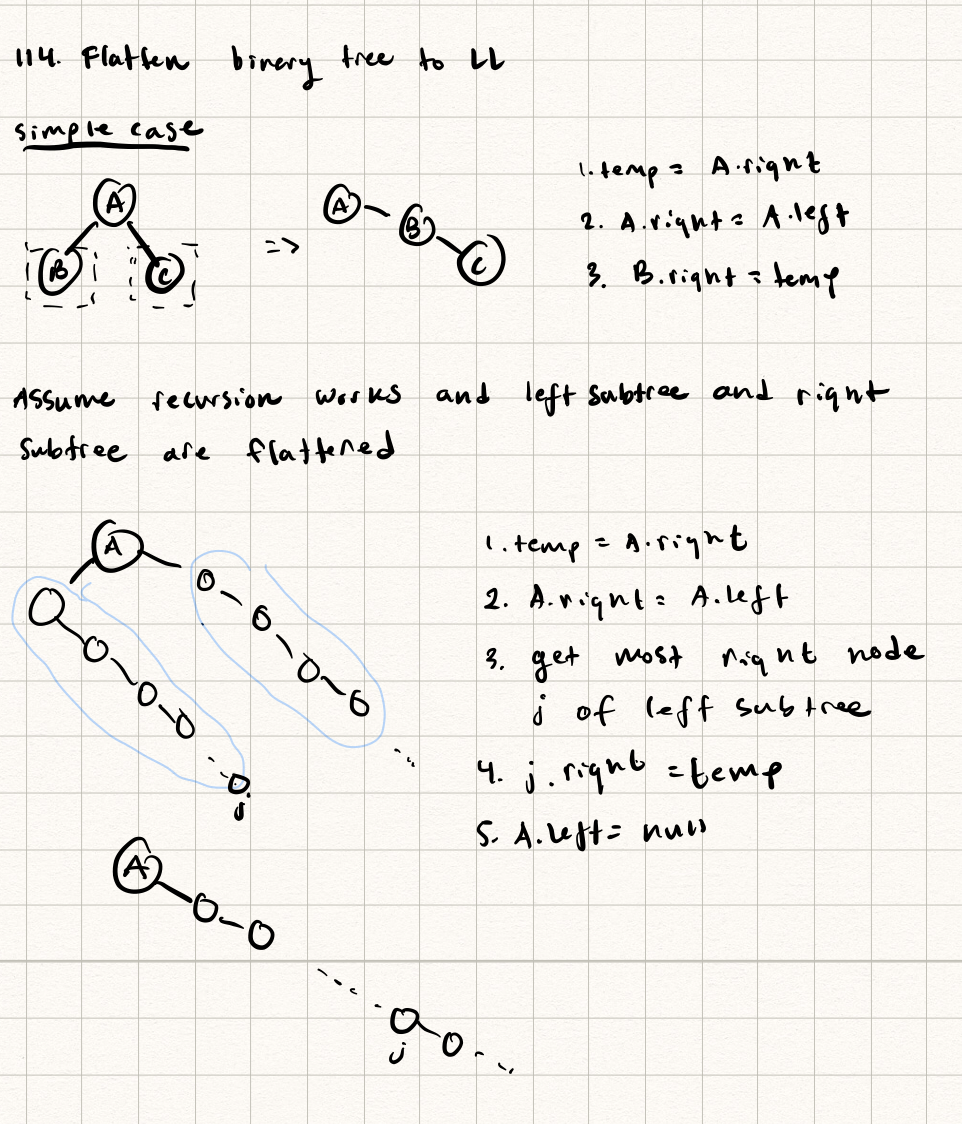 114. Flatten binary tree to LL
simple case
A
B
C
=>
A
B
C
1. temp = A.right
2. A.right = A.left
3. B.right = temp
Assume recursion works and left subtree and right
subtree are flattened
A
j
1. temp = A.right
2. A.right = A.left
3. get most right node
j of left subtree
4. j.right = temp
5. A.left = null
A
j